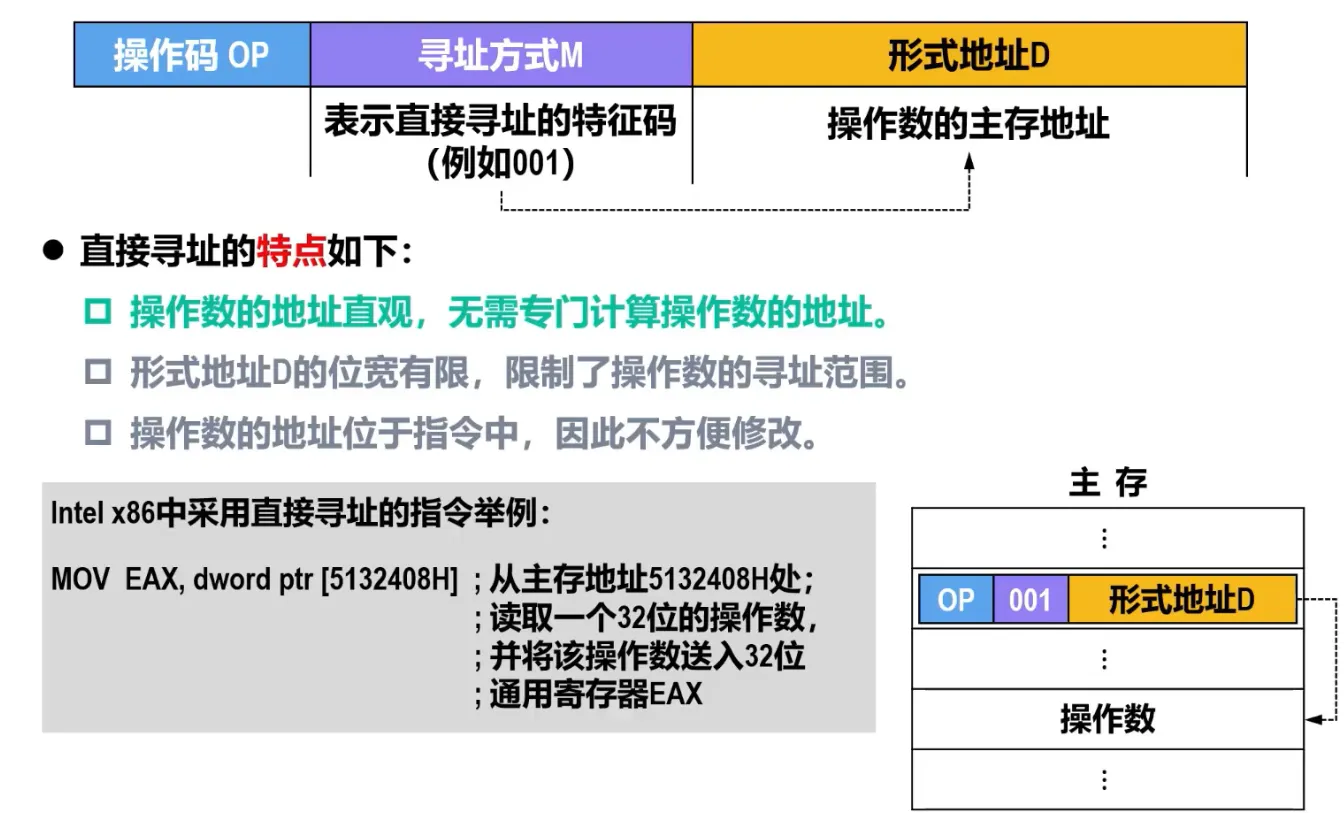 操作码 OP
寻址方式M
形式地址D
表示直接寻址的特征码
(例如001)
操作数的主存地址
● 直接寻址的特点如下：
操作数的地址直观，无需专门计算操作数的地址。
形式地址D的位宽有限，限制了操作数的寻址范围。
操作数的地址位于指令中，因此不方便修改。
Intel x86中采用直接寻址的指令举例：
MOV EAX, dword ptr [5132408H] ; 从主存地址5132408H处；
; 读取一个32位的操作数，
; 并将该操作数送入32位
; 通用寄存器EAX
主 存
⋮
OP 001 形式地址D
⋮
操作数
⋮